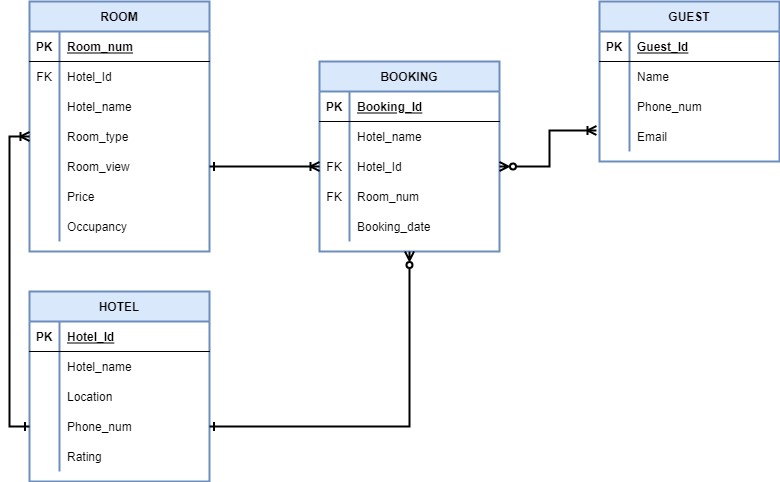 ROOM
PK Room_num
FK Hotel_Id
Hotel_name
Room_type
Room_view
Price
Occupancy
BOOKING
PK Booking_Id
Hotel_name
FK Hotel_Id
FK Room_num
Booking_date
GUEST
PK Guest_Id
Name
Phone_num
Email
HOTEL
PK Hotel_Id
Hotel_name
Location
Phone_num
Rating